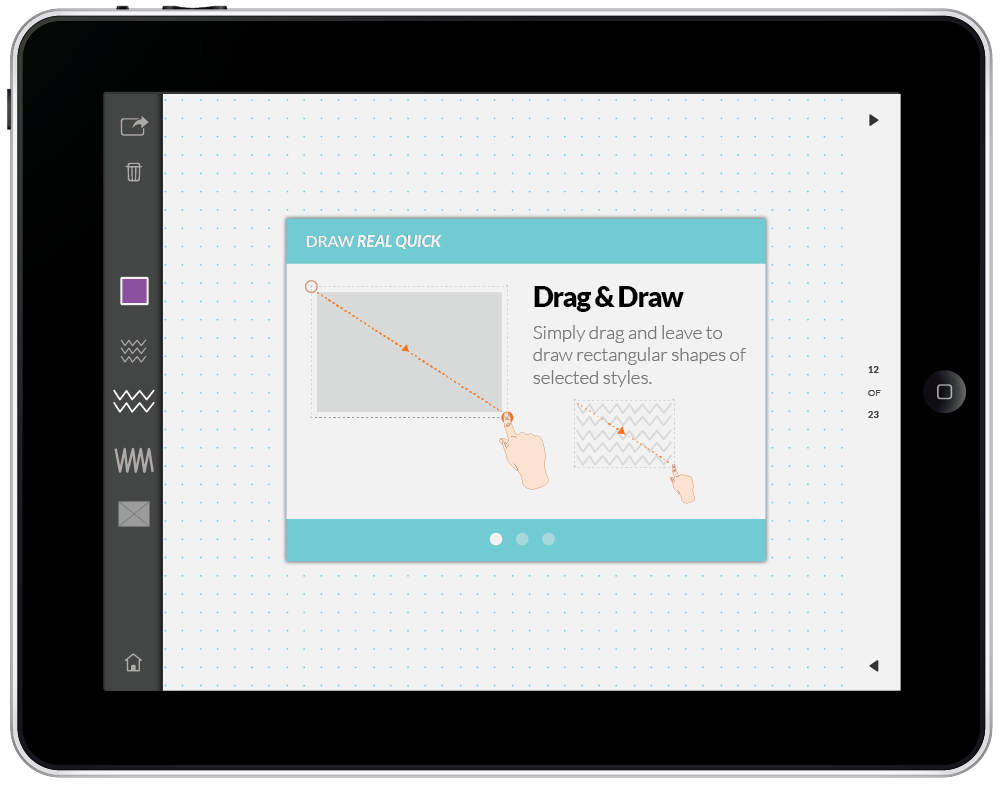 DRAW REAL QUICK
Drag & Draw
Simply drag and leave to
draw rectangular shapes of
selected styles.
12
OF
23